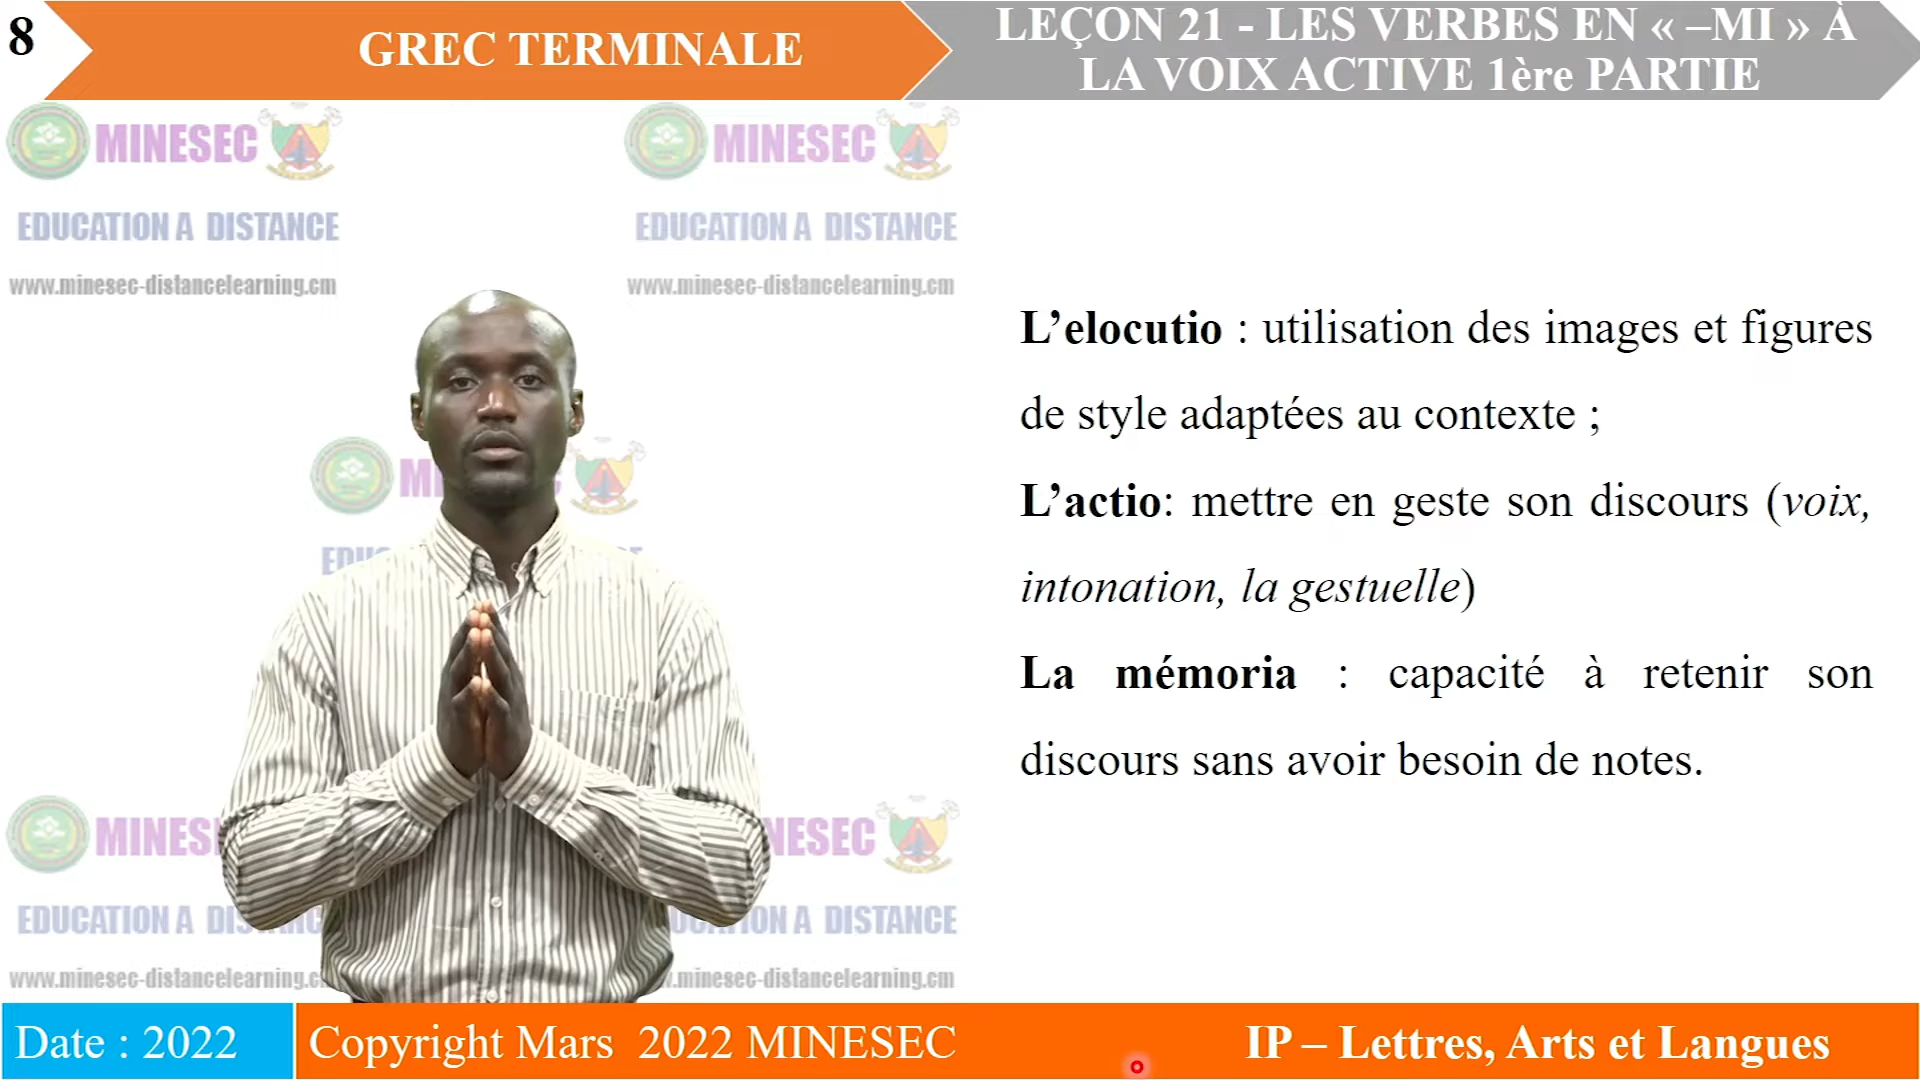 8
GREC TERMINALE
LEÇON 21 - LES VERBES EN « –MI » À
LA VOIX ACTIVE 1ère PARTIE
MINESEC
EDUCATION A DISTANCE
www.minesec-distancelearning.cm
MINESEC
EDUCATION A DISTANCE
www.minesec-distancelearning.cm
L’elocutio : utilisation des images et figures
de style adaptées au contexte ;
L’actio: mettre en geste son discours (voix,
intonation, la gestuelle)
La mémoria : capacité à retenir son
discours sans avoir besoin de notes.
Date : 2022
Copyright Mars 2022 MINESEC
IP – Lettres, Arts et Langues